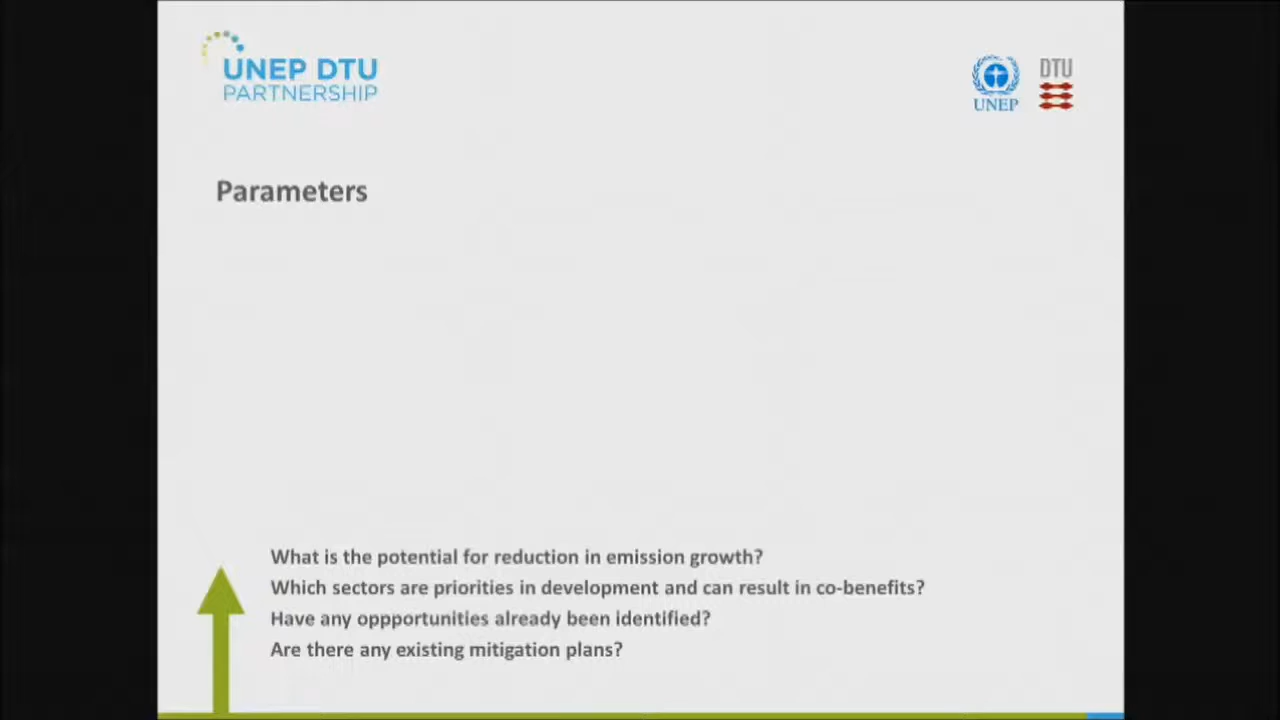 UNEP DTU
PARTNERSHIP
UNEP
DTU
Parameters
What is the potential for reduction in emission growth?
Which sectors are priorities in development and can result in co-benefits?
Have any oppportunities already been identified?
Are there any existing mitigation plans?